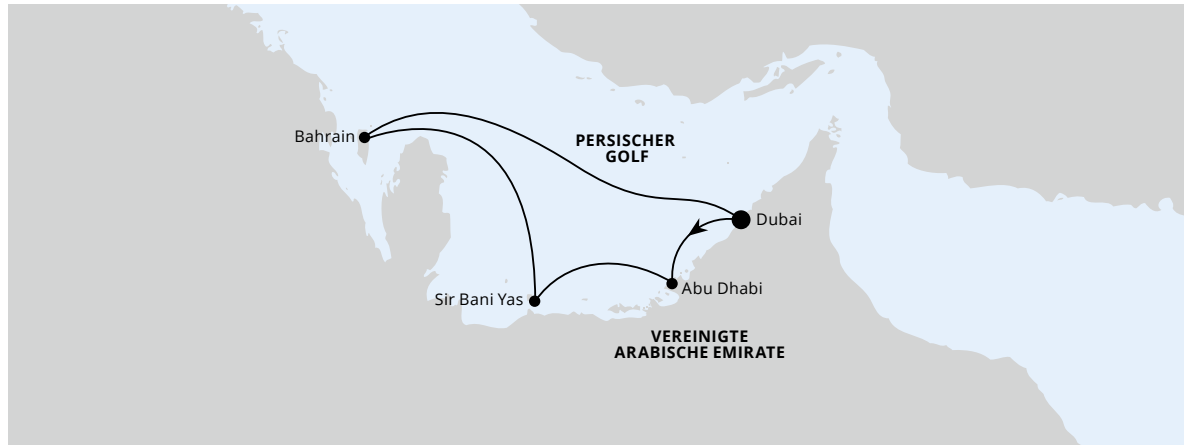 Bahrain
PERSISCHER
GOLF
Dubai
Abu Dhabi
Sir Bani Yas
VEREINIGTE
ARABISCHE EMIRATE